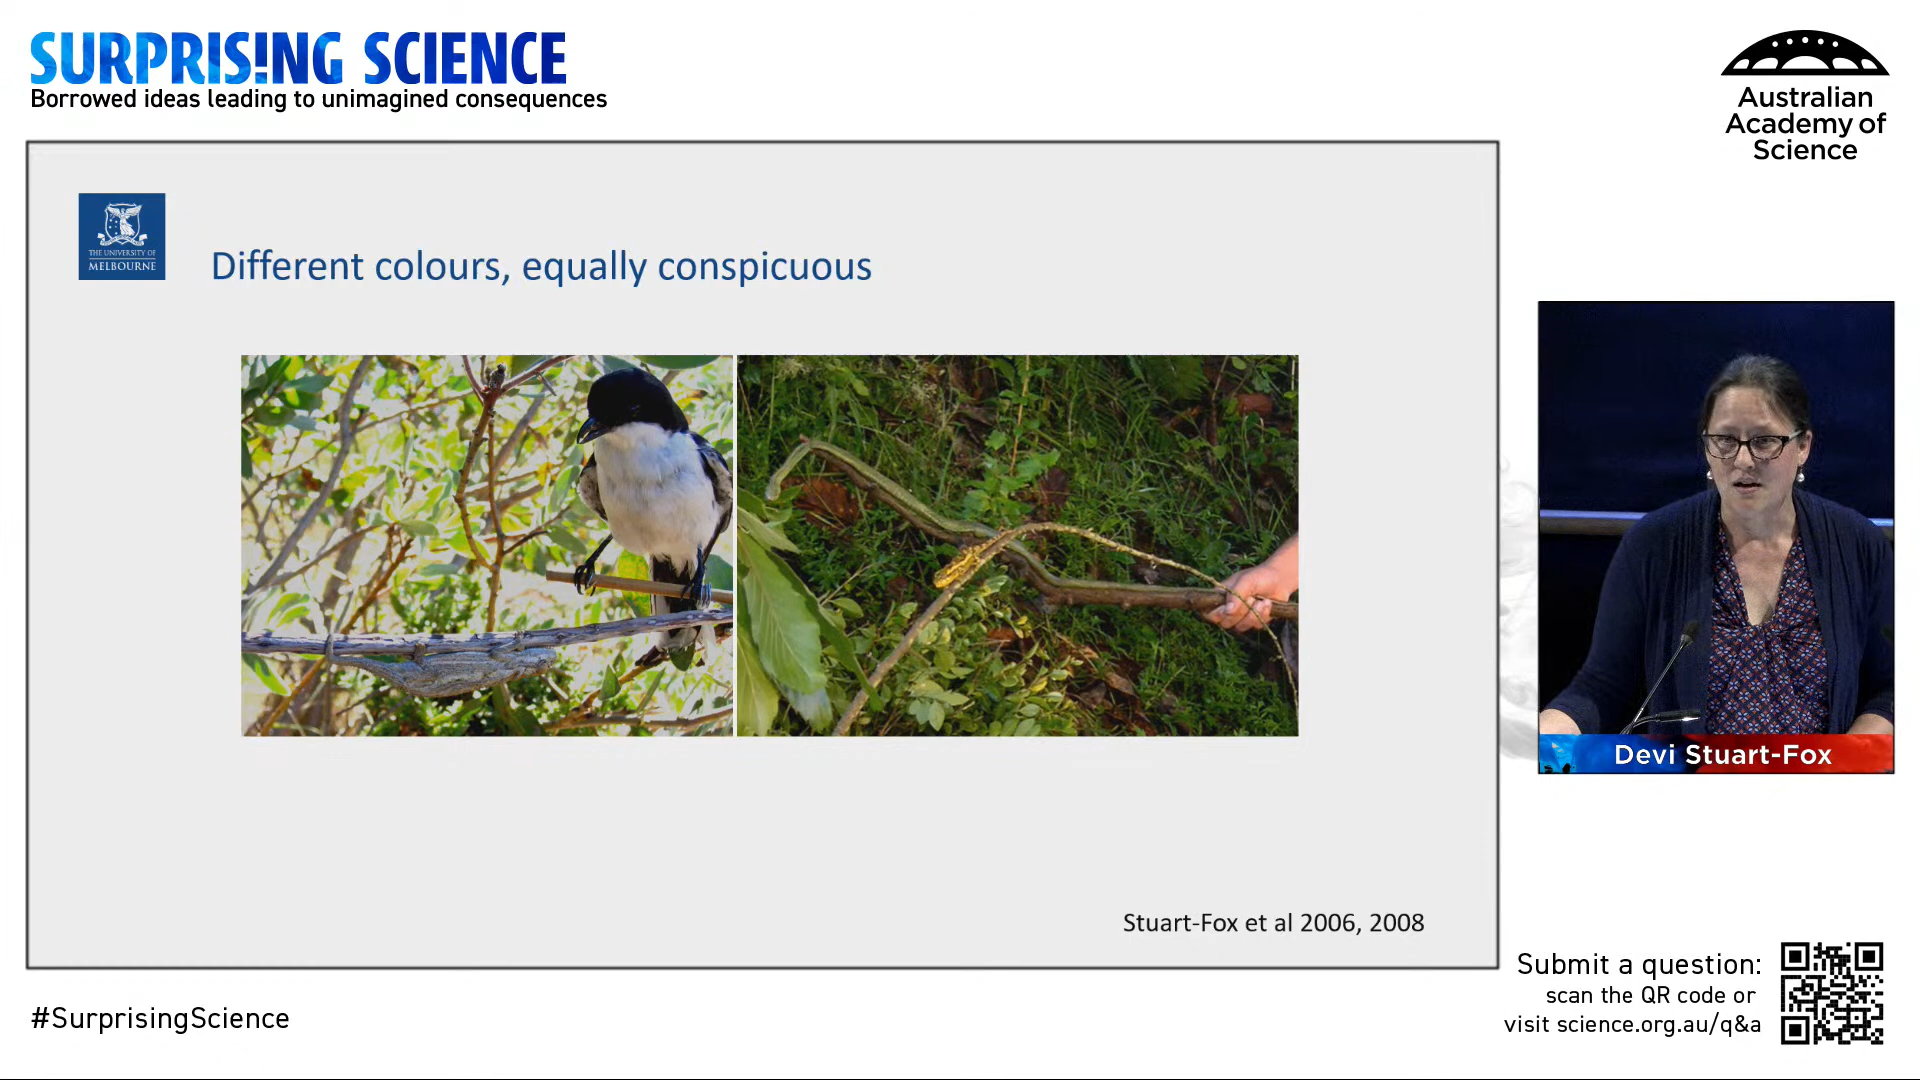 SURPRIS!NG SCIENCE
Borrowed ideas leading to unimagined consequences
Australian
Academy of
Science
THE UNIVERSITY OF
MELBOURNE
Different colours, equally conspicuous
Stuart-Fox et al 2006, 2008
Devi Stuart-Fox
Submit a question:
scan the QR code or
visit science.org.au/q&a
#SurprisingScience